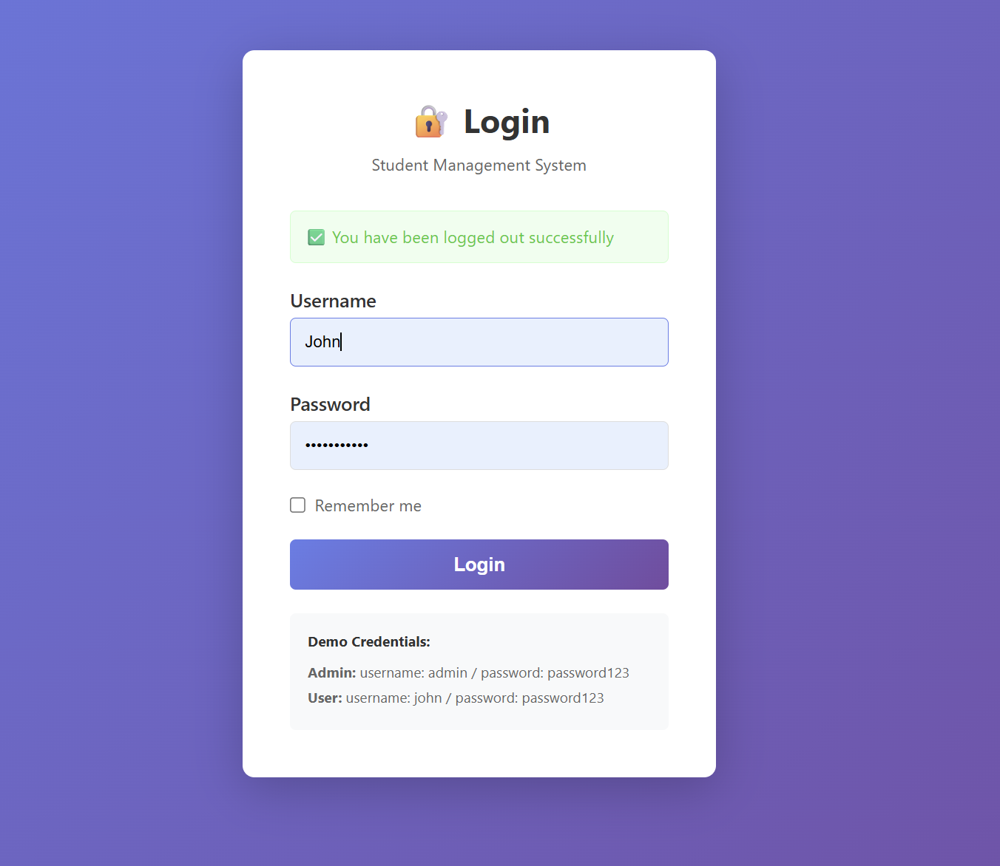 Login
Student Management System
You have been logged out successfully
Username
John
Password
•••••••••••
Remember me
Login
Demo Credentials:
Admin: username: admin / password: password123
User: username: john / password: password123